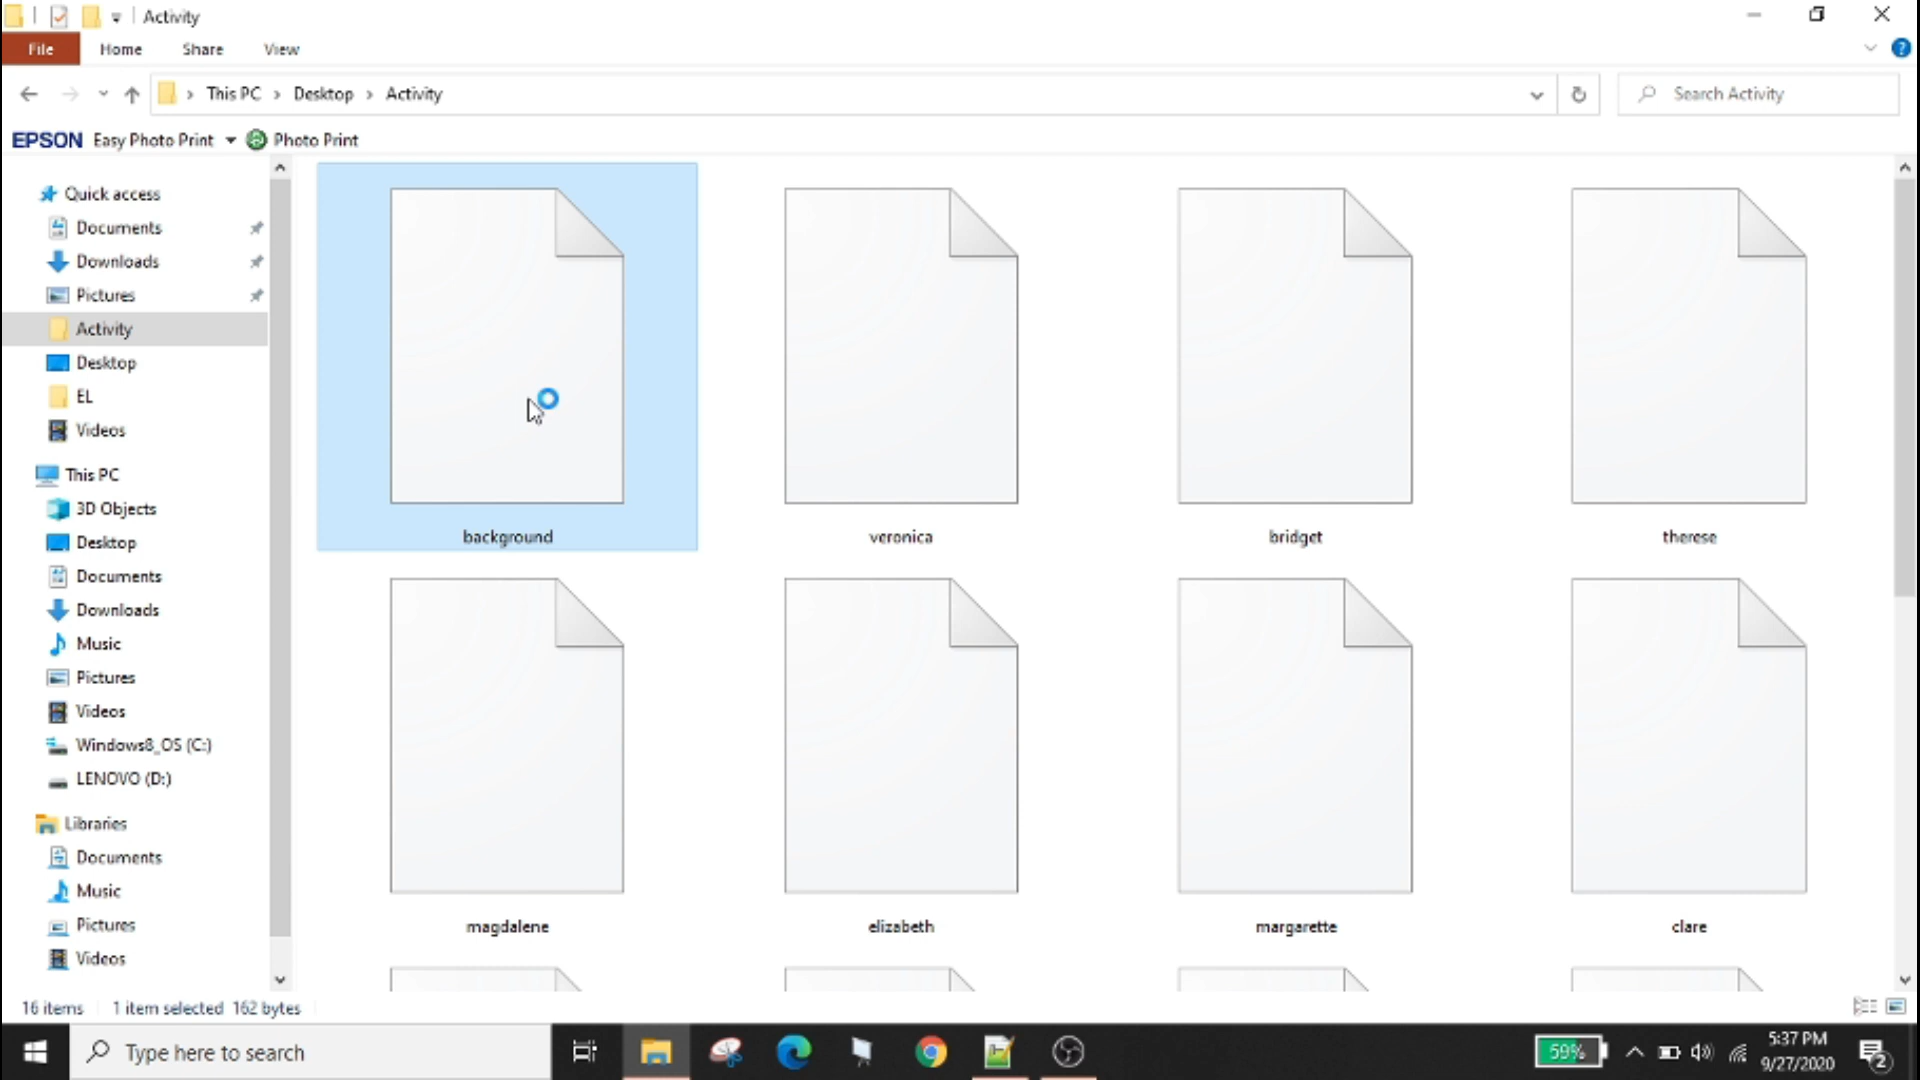 Activity
File Home Share View
This PC > Desktop > Activity
Search Activity
EPSON Easy Photo Print Photo Print
Quick access
Documents
Downloads
Pictures
Activity
Desktop
EL
Videos
This PC
3D Objects
Desktop
Documents
Downloads
Music
Pictures
Videos
Windows8_OS (C:)
LENOVO (D:)
Libraries
Documents
Music
Pictures
Videos
background veronica bridget therese
magdalene elizabeth margarette clare
16 items 1 item selected 162 bytes
Type here to search
59%
5:37 PM
9/27/2020
2